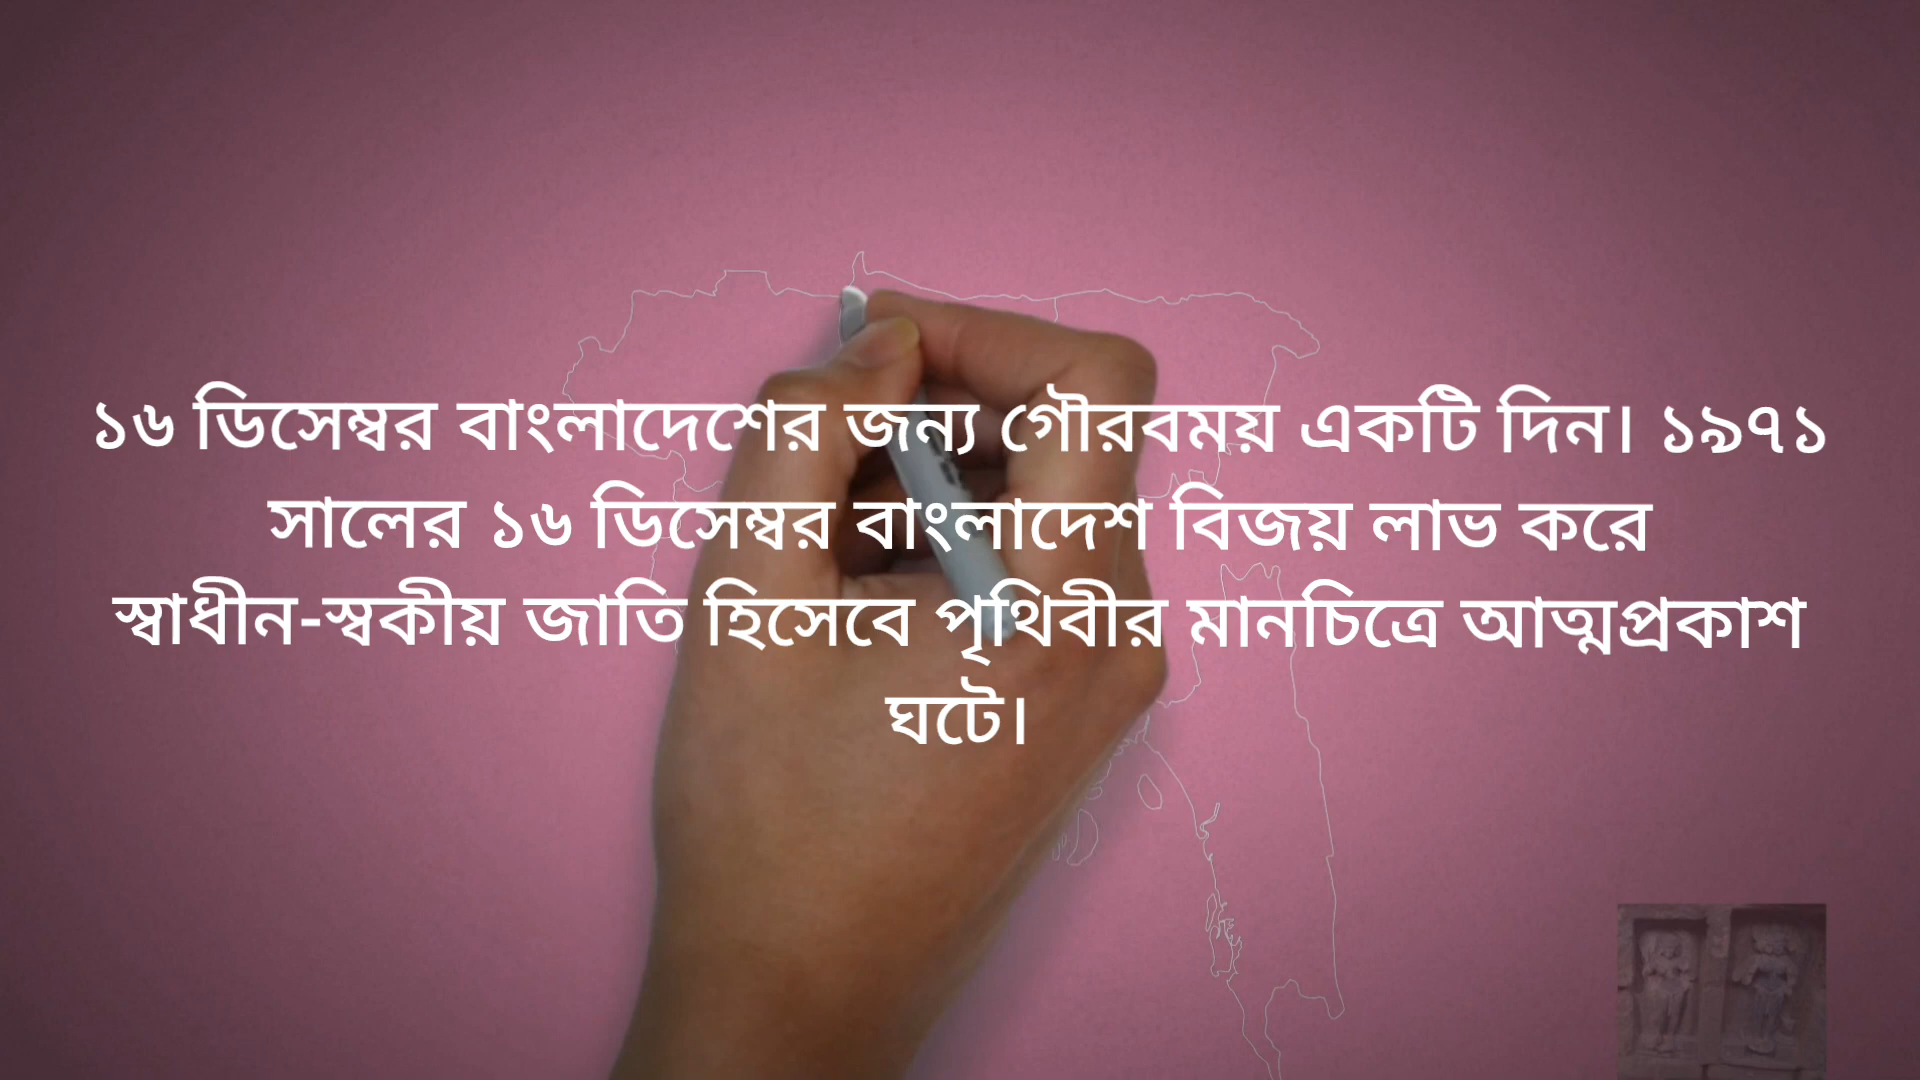 ১৬ ডিসেম্বর বাংলাদেশের জন্য গৌরবময় একটি দিন। ১৯৭১
সালের ১৬ ডিসেম্বর বাংলাদেশ বিজয় লাভ করে
স্বাধীন-স্বকীয় জাতি হিসেবে পৃথিবীর মানচিত্রে আত্মপ্রকাশ
ঘটে।